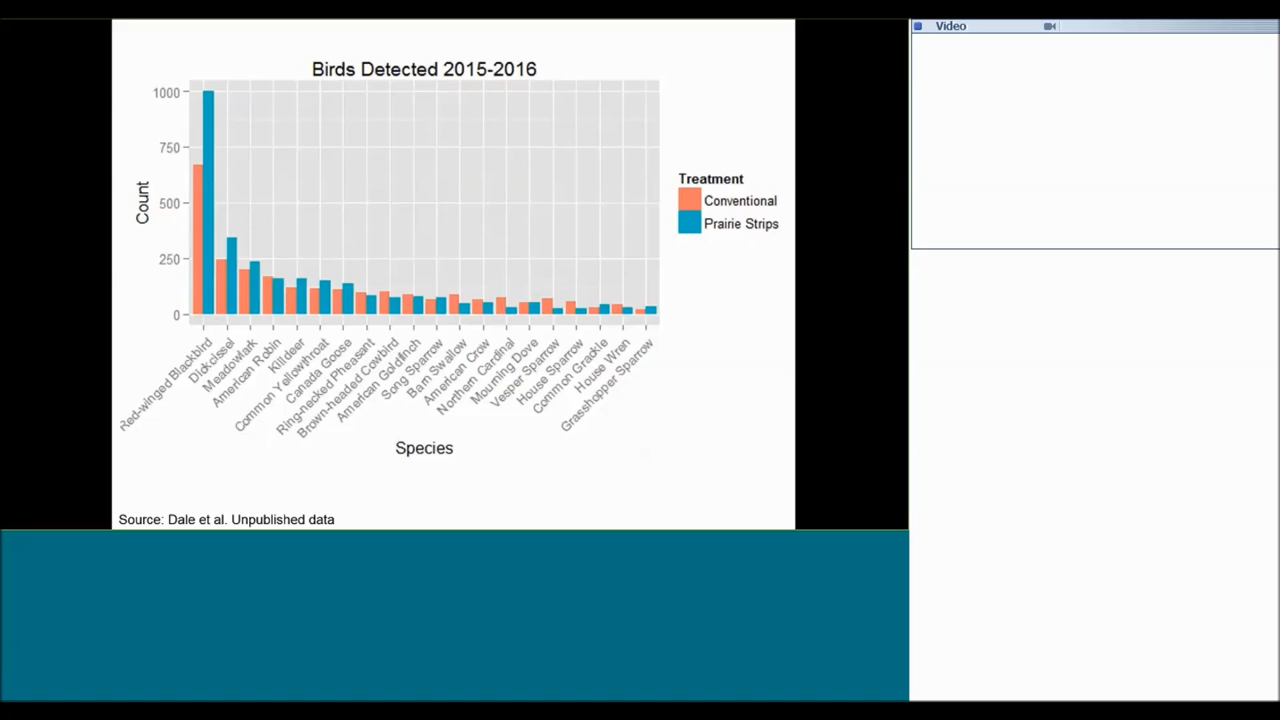 Video
Birds Detected 2015-2016
1000
750
500
250
0
Count
Treatment
Conventional
Prairie Strips
Red-winged Blackbird
Dickcissel
Meadowlark
American Robin
Killdeer
Common Yellowthroat
Canada Goose
Ring-necked Pheasant
Brown-headed Cowbird
American Goldfinch
Song Sparrow
Barn Swallow
American Crow
Northern Cardinal
Mourning Dove
Vesper Sparrow
House Sparrow
Common Grackle
House Wren
Grasshopper Sparrow
Species
Source: Dale et al. Unpublished data